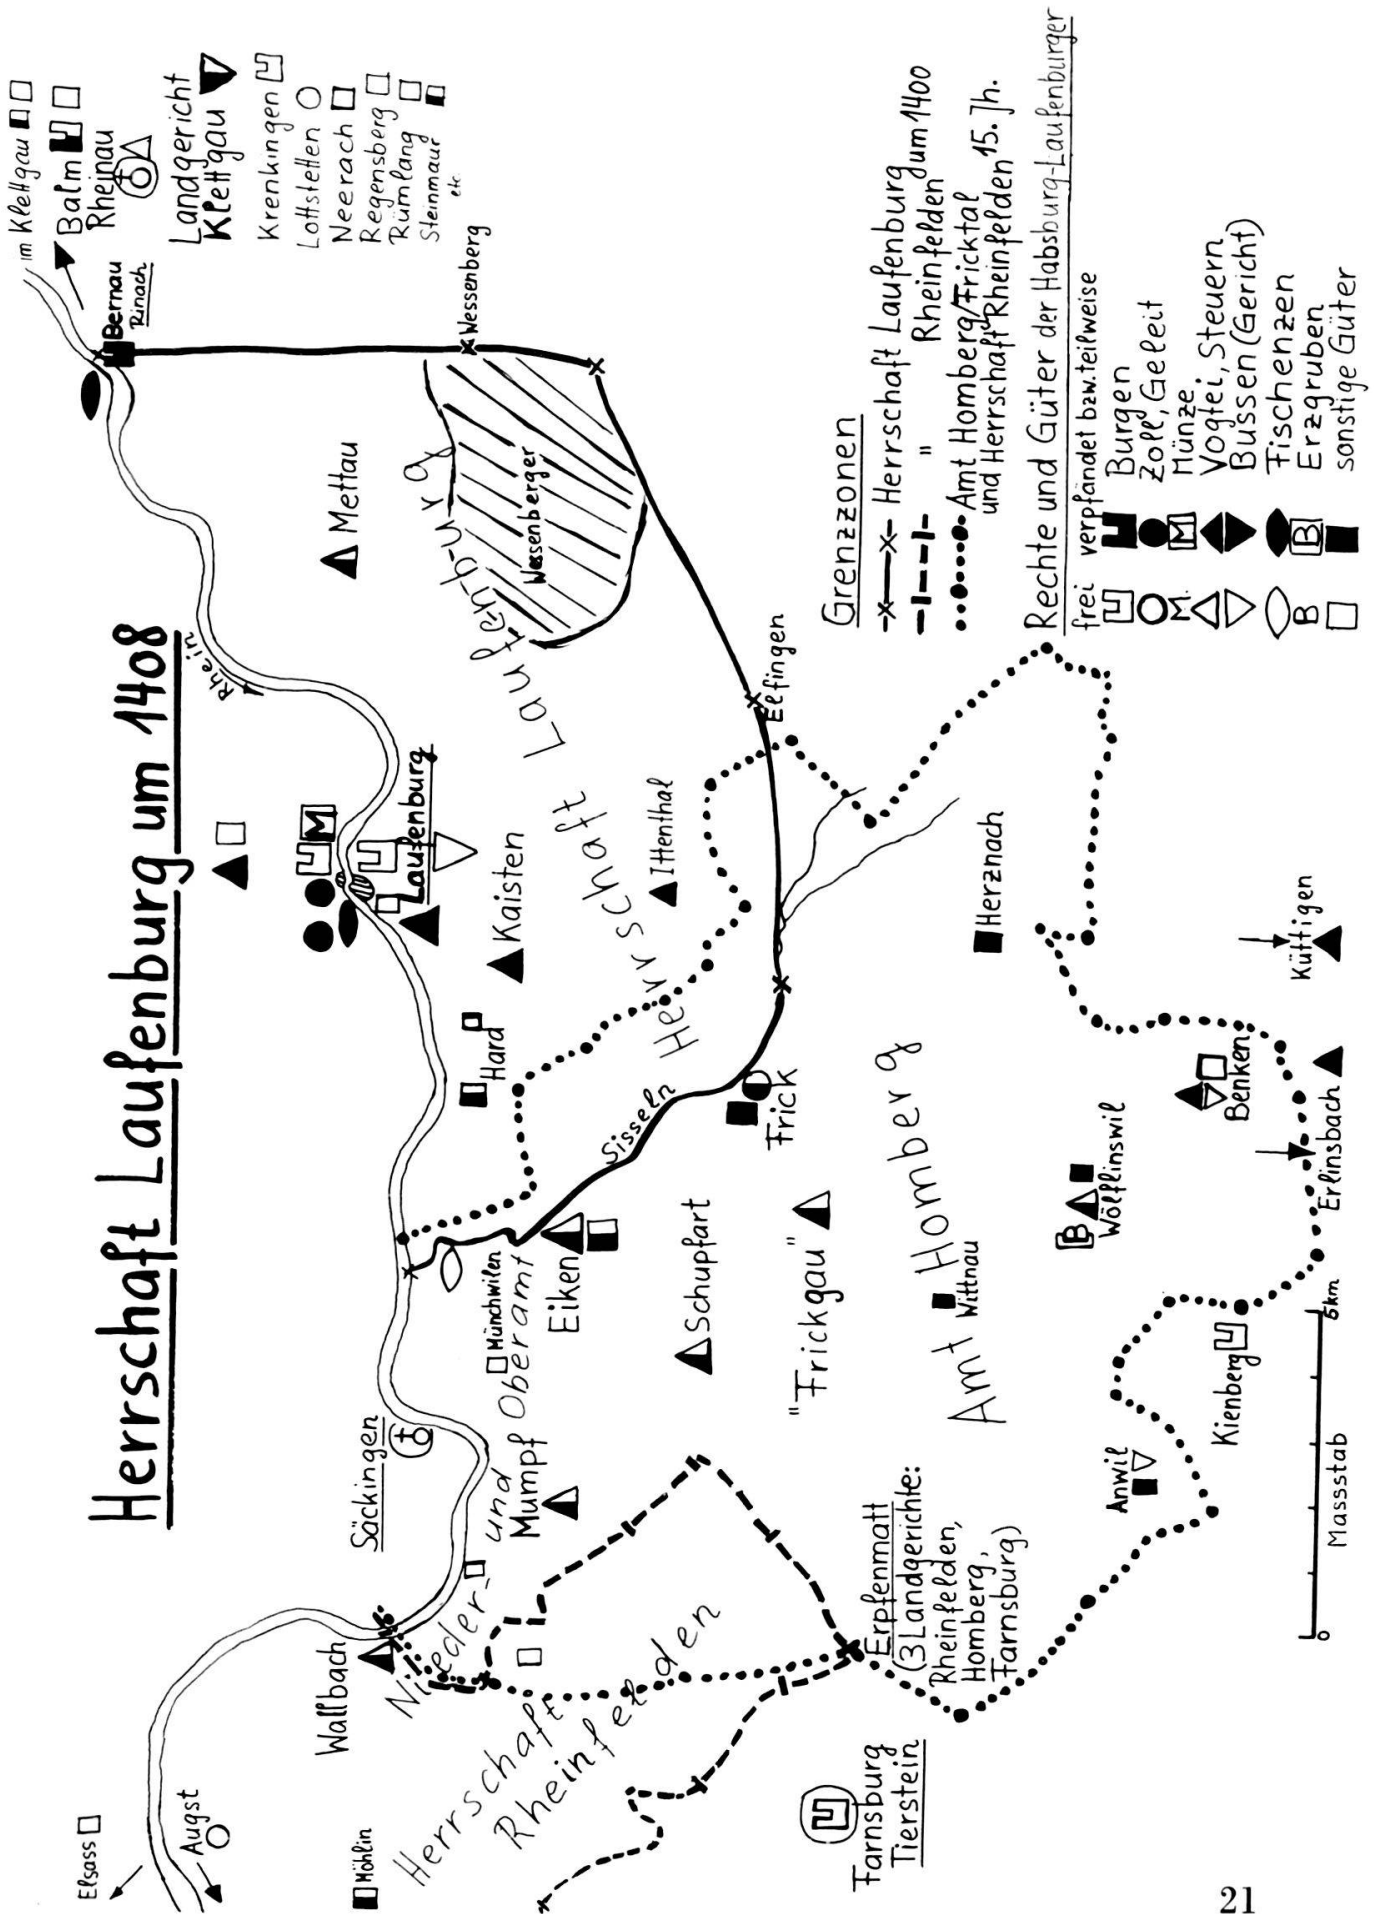 Herrschaft Laufenburg um 1408
Elsass
Augst
Möhlin
Wallbach
Säckingen
Rhein
Laufenburg
M
Mettau
Bernau
Rinach
im Klettgau
Balm
Rheinau
Landgericht
Klettgau
Krenkingen
Lottstetten
Neerach
Regensberg
Rümlang
Steinmaur
etc.
Wessenberg
Wessenberger
Herrschaft Laufenburg
Kaisten
Hard
Ittenthal
Elfingen
Sisseln
Münchwilen
Nieder-
und Oberamt
Mumpf
Eiken
Frick
Schupfart
"Frickgau"
Amt Homberg
Wittnau
Herznach
Herrschaft
Rheinfelden
Farnsburg
Tierstein
Erpfenmatt
(3 Landgerichte:
Rheinfelden,
Homberg,
Farnsburg)
Anwil
Kienberg
B
Wölflinswil
Benken
Erlinsbach
Küttigen
0
5km
Massstab
Grenzzonen
Herrschaft Laufenburg
" Rheinfelden um 1400
Amt Homberg/Fricktal
und Herrschaft Rheinfelden 15. Jh.
Rechte und Güter der Habsburg-Laufenburger
frei verpfändet bzw. teilweise
Burgen
Zoll, Geleit
M. M Münze
Vogtei, Steuern
Bussen (Gericht)
Fischenzen
B B Erzgruben
sonstige Güter
21